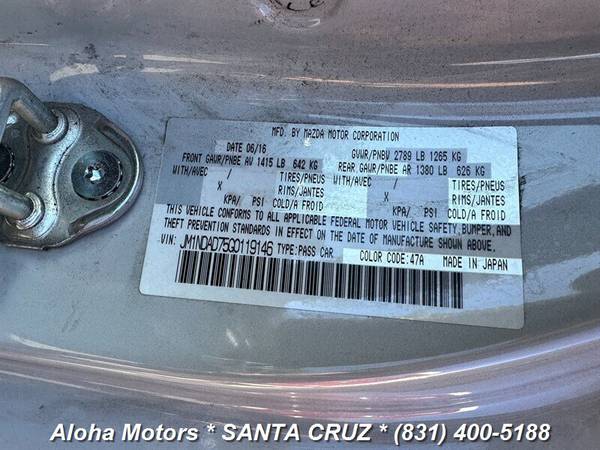 MFD. BY MAZDA MOTOR CORPORATION
DATE 06/16 GVWR/PNBV 2789 LB 1265 KG
FRONT GAWR/PNBE AV 1415 LB 642 KG REAR GAWR/PNBE AR 1380 LB 626 KG
WITH/AVEC / TIRES/PNEUS WITH/AVEC / TIRES/PNEUS
X RIMS/JANTES X RIMS/JANTES
KPA/ PSI/ COLD/A FROID KPA/ PSI/ COLD/A FROID
THIS VEHICLE CONFORMS TO ALL APPLICABLE FEDERAL MOTOR VEHICLE SAFETY, BUMPER, AND
THEFT PREVENTION STANDARDS IN EFFECT ON THE DATE OF MANUFACTURE SHOWN ABOVE.
VIN: JM1NDAD75G0119146 TYPE:PASS CAR COLOR CODE:47A MADE IN JAPAN
Aloha Motors * SANTA CRUZ * (831) 400-5188